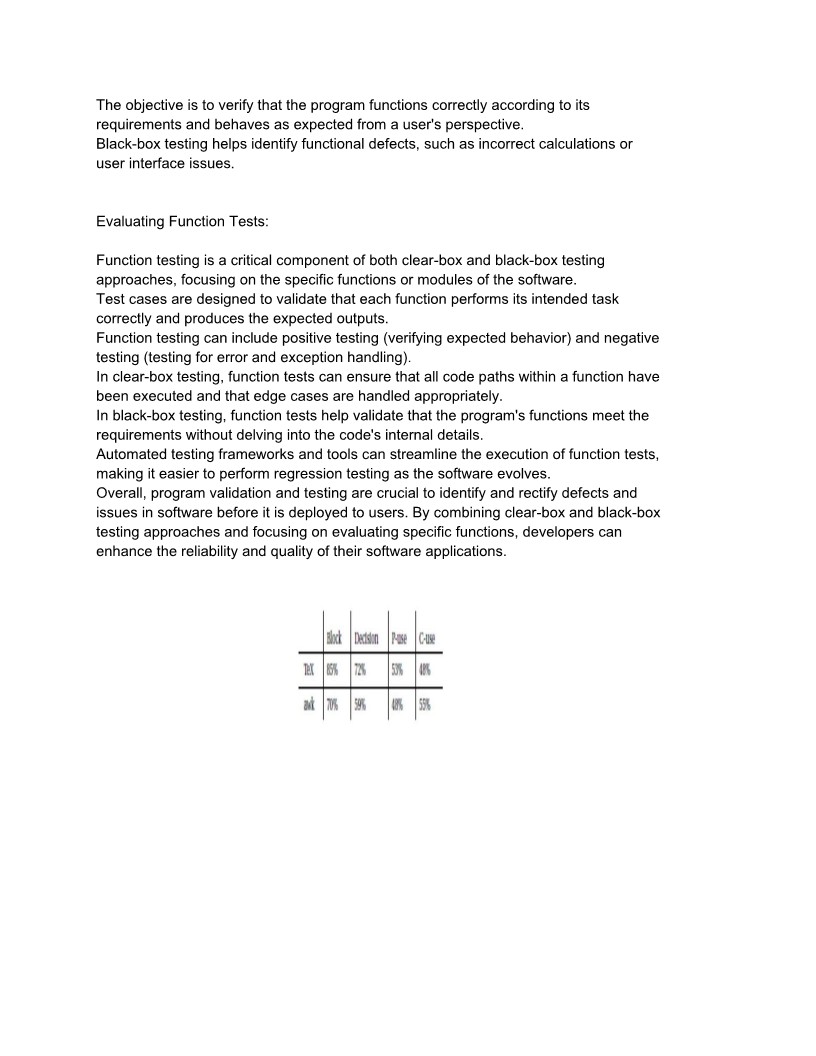 The objective is to verify that the program functions correctly according to its
requirements and behaves as expected from a user's perspective.
Black-box testing helps identify functional defects, such as incorrect calculations or
user interface issues.
Evaluating Function Tests:
Function testing is a critical component of both clear-box and black-box testing
approaches, focusing on the specific functions or modules of the software.
Test cases are designed to validate that each function performs its intended task
correctly and produces the expected outputs.
Function testing can include positive testing (verifying expected behavior) and negative
testing (testing for error and exception handling).
In clear-box testing, function tests can ensure that all code paths within a function have
been executed and that edge cases are handled appropriately.
In black-box testing, function tests help validate that the program's functions meet the
requirements without delving into the code's internal details.
Automated testing frameworks and tools can streamline the execution of function tests,
making it easier to perform regression testing as the software evolves.
Overall, program validation and testing are crucial to identify and rectify defects and
issues in software before it is deployed to users. By combining clear-box and black-box
testing approaches and focusing on evaluating specific functions, developers can
enhance the reliability and quality of their software applications.
Block Decision P-use C-use
TeX 85% 72% 53% 48%
awk 70% 59% 48% 55%